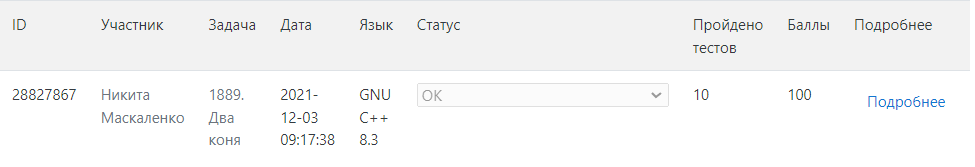 ID Участник Задача Дата Язык Статус Пройдено тестов Баллы Подробнее
28827867 Никита Маскаленко 1889. Два коня 2021-12-03 09:17:38 GNU C++ 8.3 OK 10 100 Подробнее